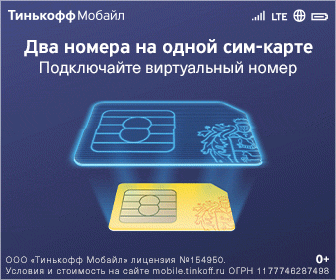 Тинькофф Мобайл
LTE
Два номера на одной сим-карте
Подключайте виртуальный номер
ООО «Тинькофф Мобайл» лицензия №154950.
Условия и стоимость на сайте mobile.tinkoff.ru ОГРН 1177746287498
0+